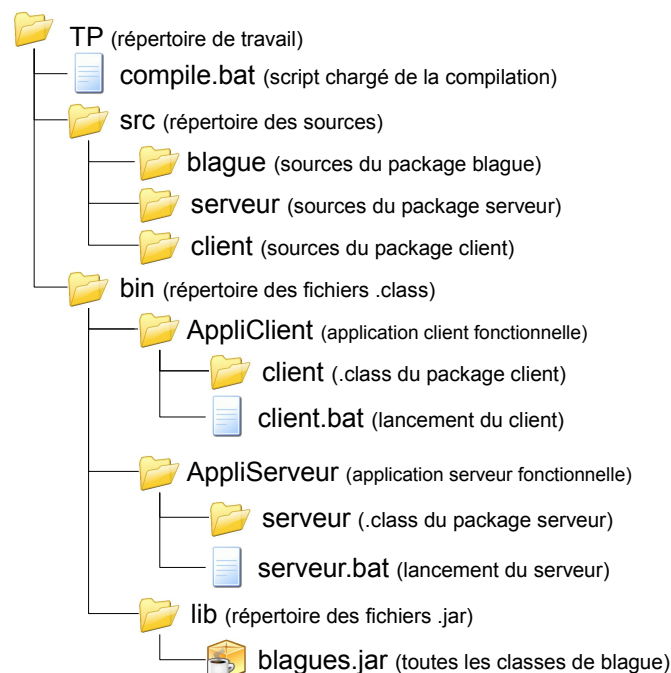 TP (répertoire de travail)
compile.bat (script chargé de la compilation)
src (répertoire des sources)
blague (sources du package blague)
serveur (sources du package serveur)
client (sources du package client)
bin (répertoire des fichiers .class)
AppliClient (application client fonctionnelle)
client (.class du package client)
client.bat (lancement du client)
AppliServeur (application serveur fonctionnelle)
serveur (.class du package serveur)
serveur.bat (lancement du serveur)
lib (répertoire des fichiers .jar)
blagues.jar (toutes les classes de blague)